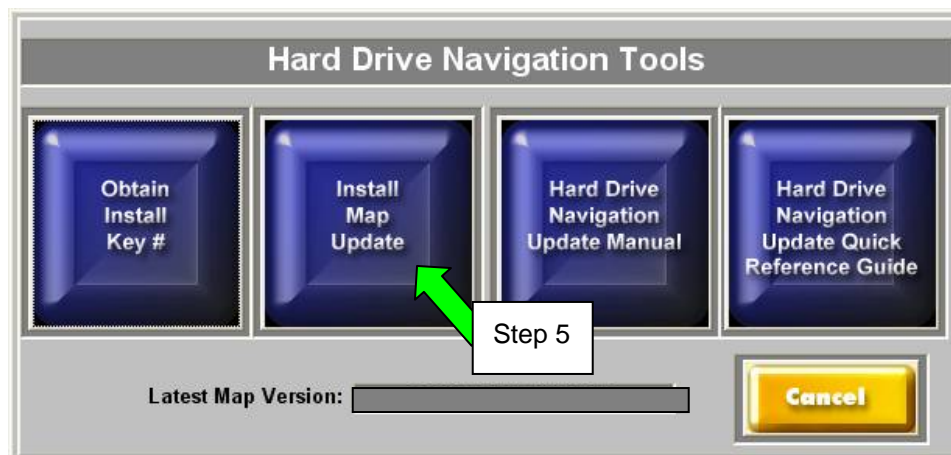 Hard Drive Navigation Tools
Obtain
Install
Key #
Install
Map
Update
Hard Drive
Navigation
Update Manual
Hard Drive
Navigation
Update Quick
Reference Guide
Step 5
Latest Map Version:
Cancel